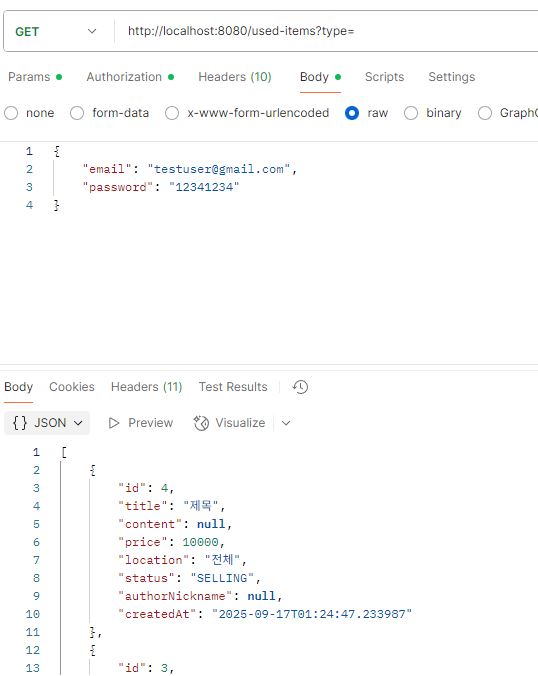 GET http://localhost:8080/used-items?type=
Params Authorization Headers (10) Body Scripts Settings
none form-data x-www-form-urlencoded raw binary GraphQ
1 {
2 "email": "testuser@gmail.com",
3 "password": "12341234"
4 }
Body Cookies Headers (11) Test Results
{} JSON Preview Visualize
1 [
2 {
3 "id": 4,
4 "title": "제목",
5 "content": null,
6 "price": 10000,
7 "location": "전체",
8 "status": "SELLING",
9 "authorNickname": null,
10 "createdAt": "2025-09-17T01:24:47.233987"
11 },
12 {
13 "id": 3,